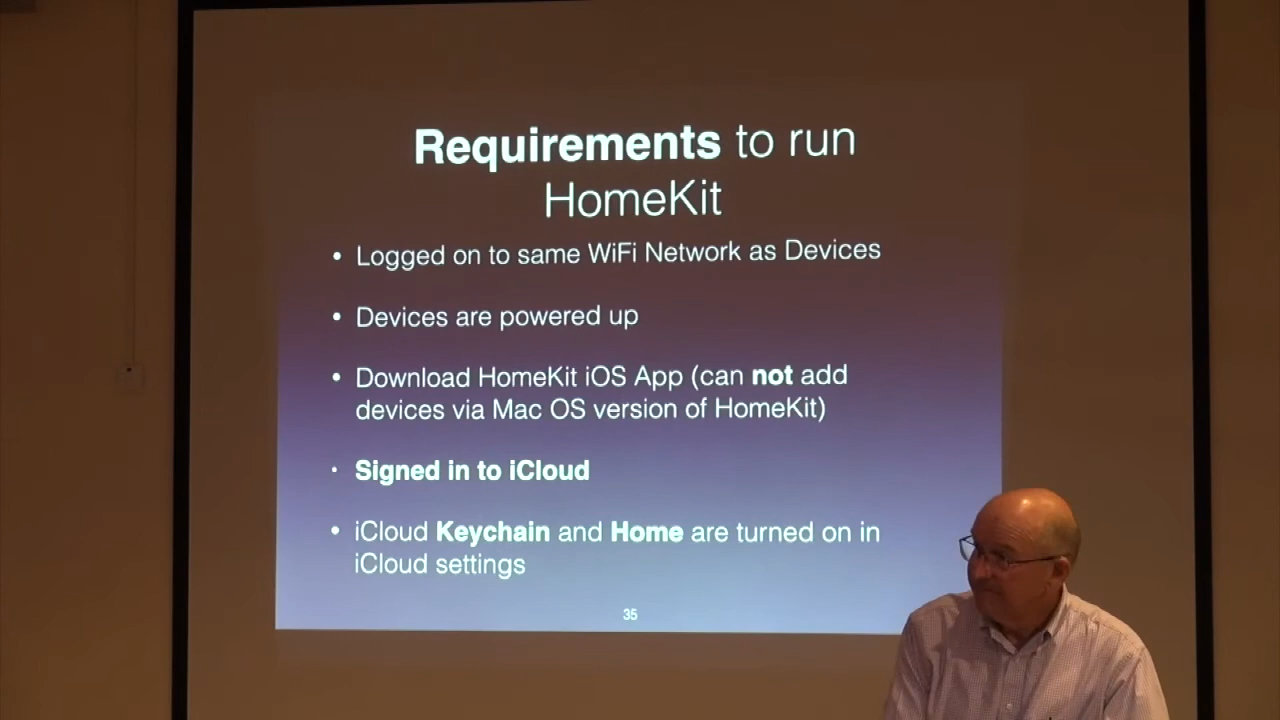 Requirements to run
HomeKit
• Logged on to same WiFi Network as Devices
• Devices are powered up
• Download HomeKit iOS App (can not add
devices via Mac OS version of HomeKit)
• Signed in to iCloud
• iCloud Keychain and Home are turned on in
iCloud settings
35